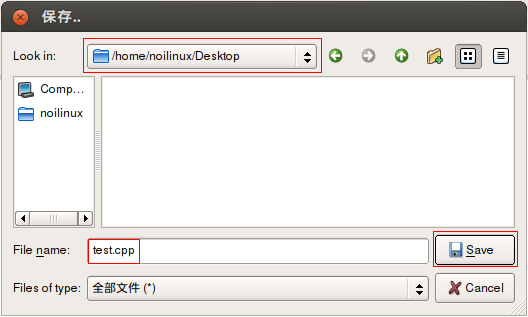 保存..
Look in: /home/noilinux/Desktop
Comp...
noilinux
File name: test.cpp Save
Files of type: 全部文件 (*) Cancel